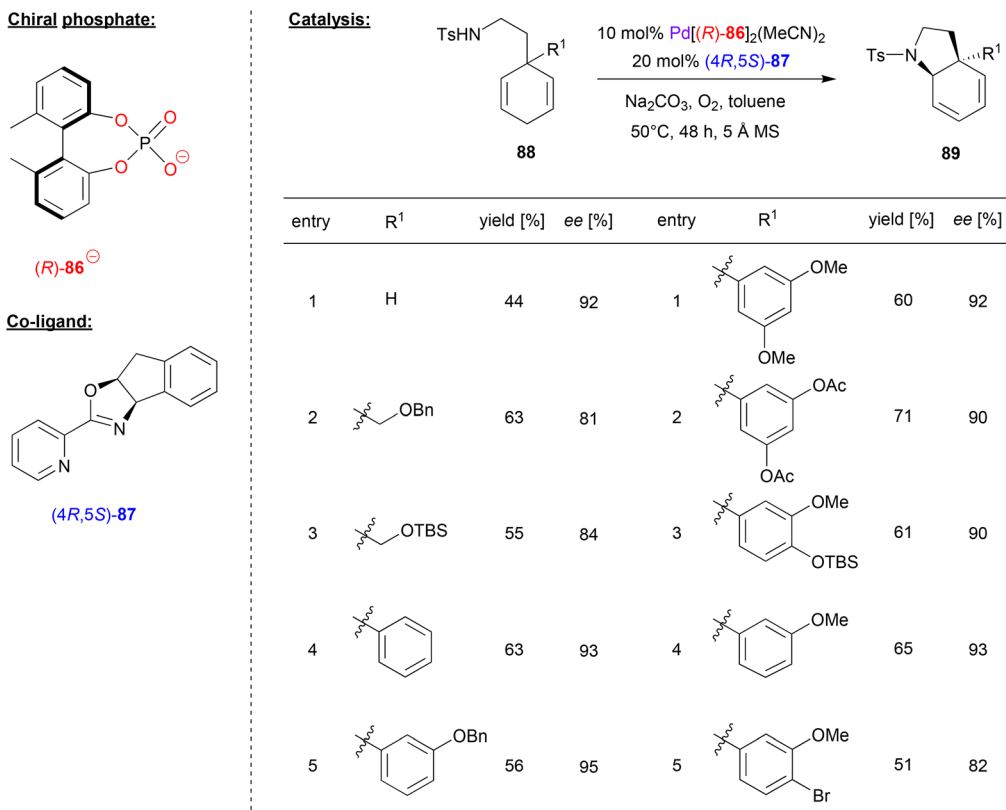 Chiral phosphate:
O
O
P
O
O
⊖
(R)-86 ⊖
Co-ligand:
O
N
N
(4R,5S)-87
Catalysis:
TsHN
R1
88
10 mol% Pd[(R)-86]2(MeCN)2
20 mol% (4R,5S)-87
Na2CO3, O2, toluene
50°C, 48 h, 5 Å MS
Ts
N
R1
89
entry R1 yield [%] ee [%] entry R1 yield [%] ee [%]
1 H 44 92 1 OMe OMe 60 92
2 OBn 63 81 2 OAc OAc 71 90
3 OTBS 55 84 3 OMe OTBS 61 90
4 63 93 4 OMe 65 93
5 OBn 56 95 5 OMe Br 51 82